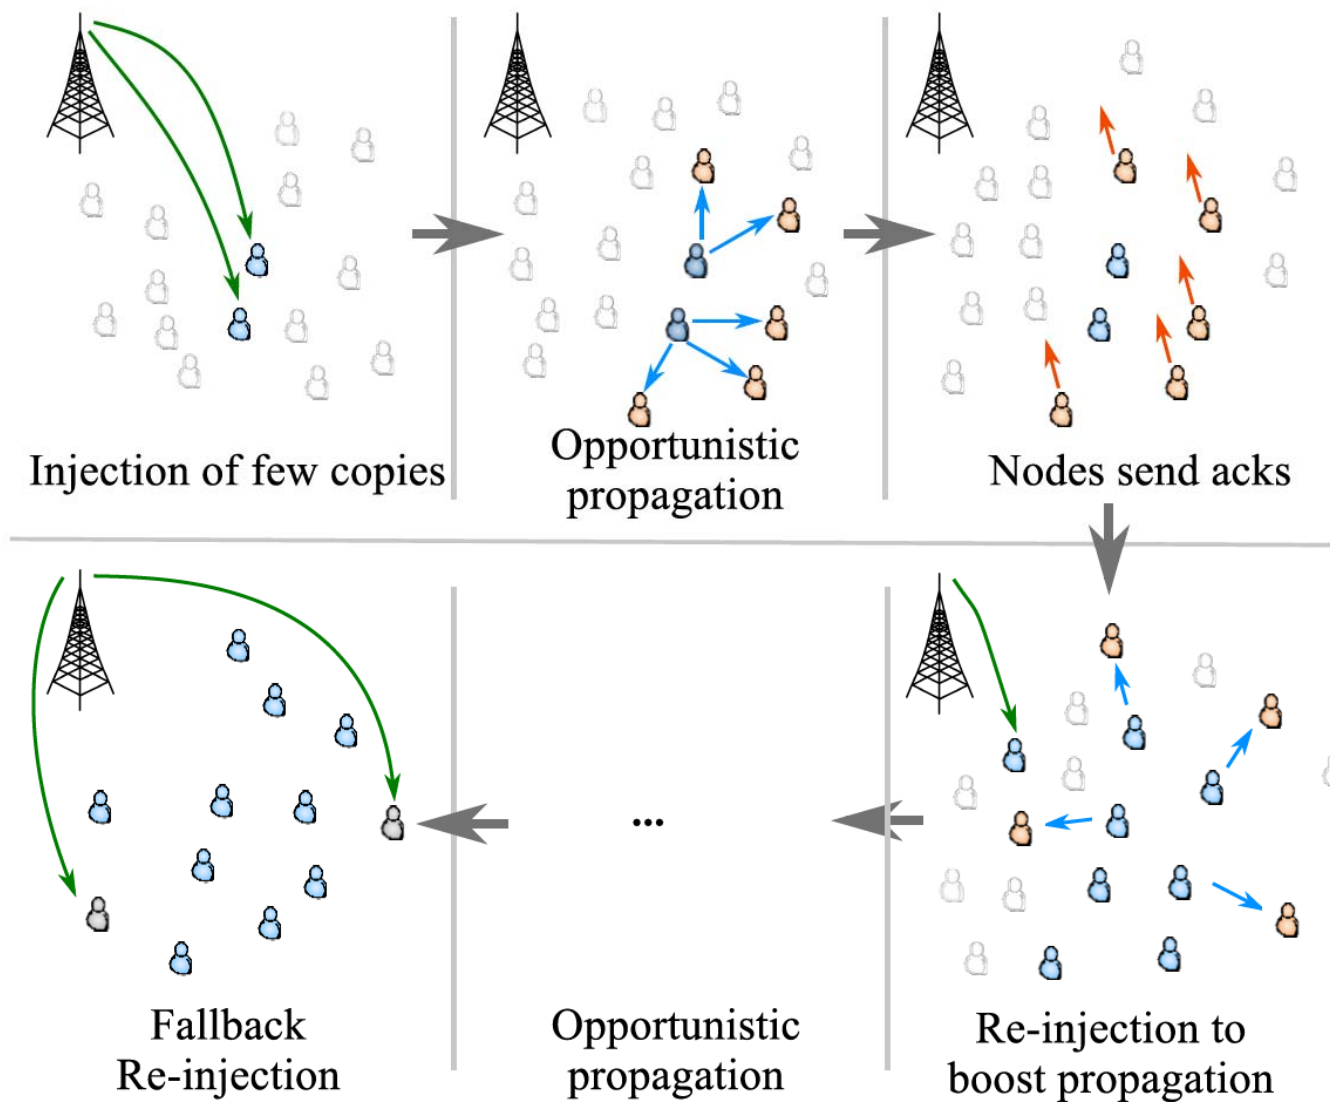 Injection of few copies
Opportunistic
propagation
Nodes send acks
Fallback
Re-injection
...
Opportunistic
propagation
Re-injection to
boost propagation